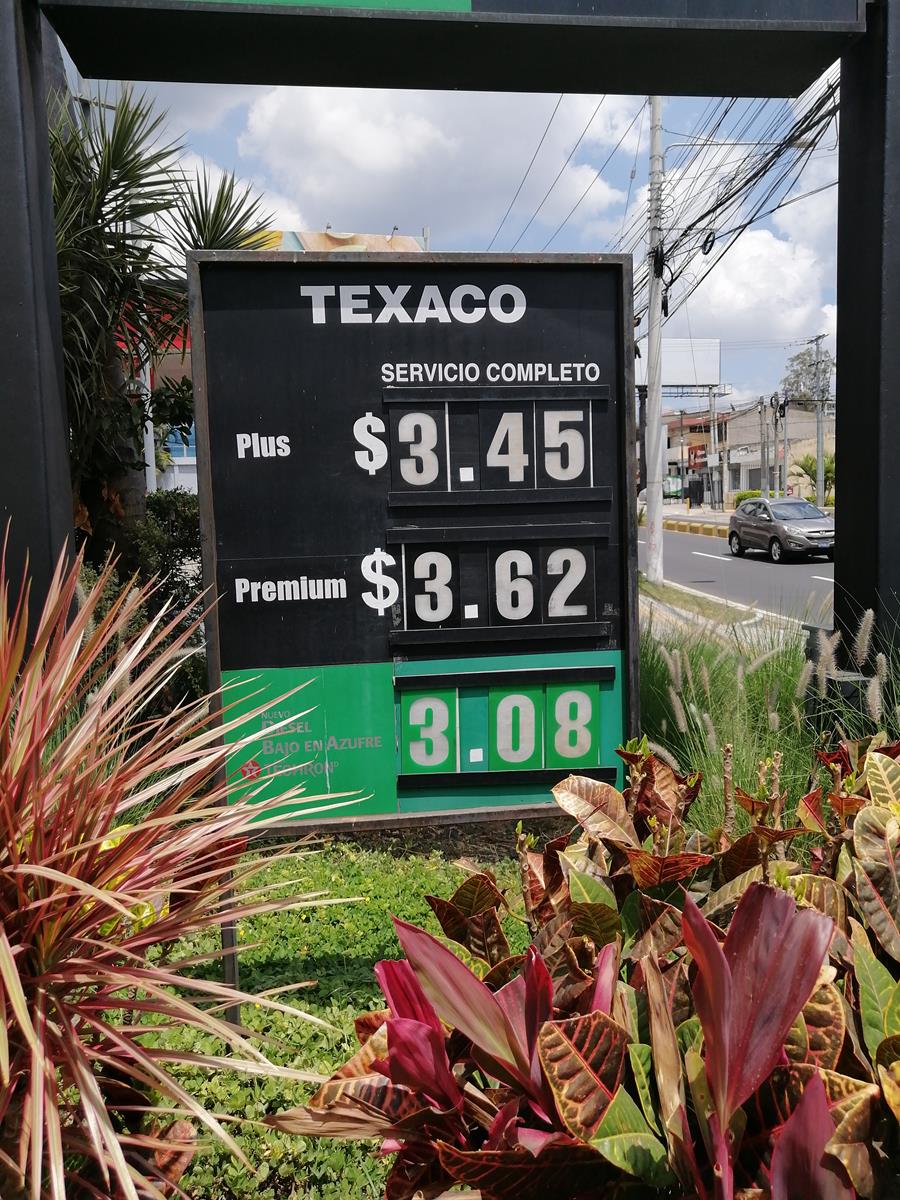 TEXACO
SERVICIO COMPLETO
Plus $3.45
Premium $3.62
NUEVO
DIESEL
BAJO EN AZUFRE
TECHRON®
3.08